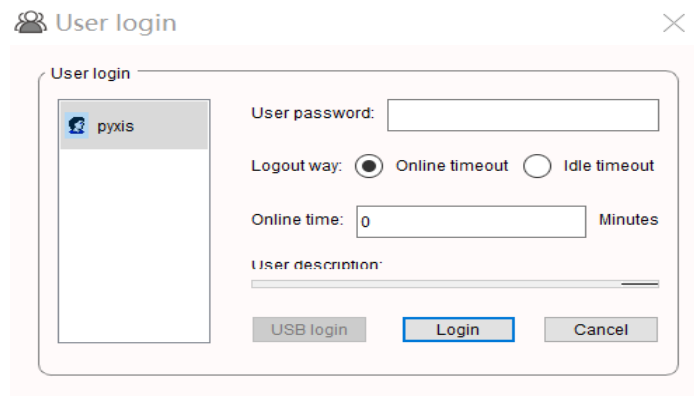 User login
User login
pyxis
User password:
Logout way: Online timeout Idle timeout
Online time: 0 Minutes
User description:
USB login Login Cancel